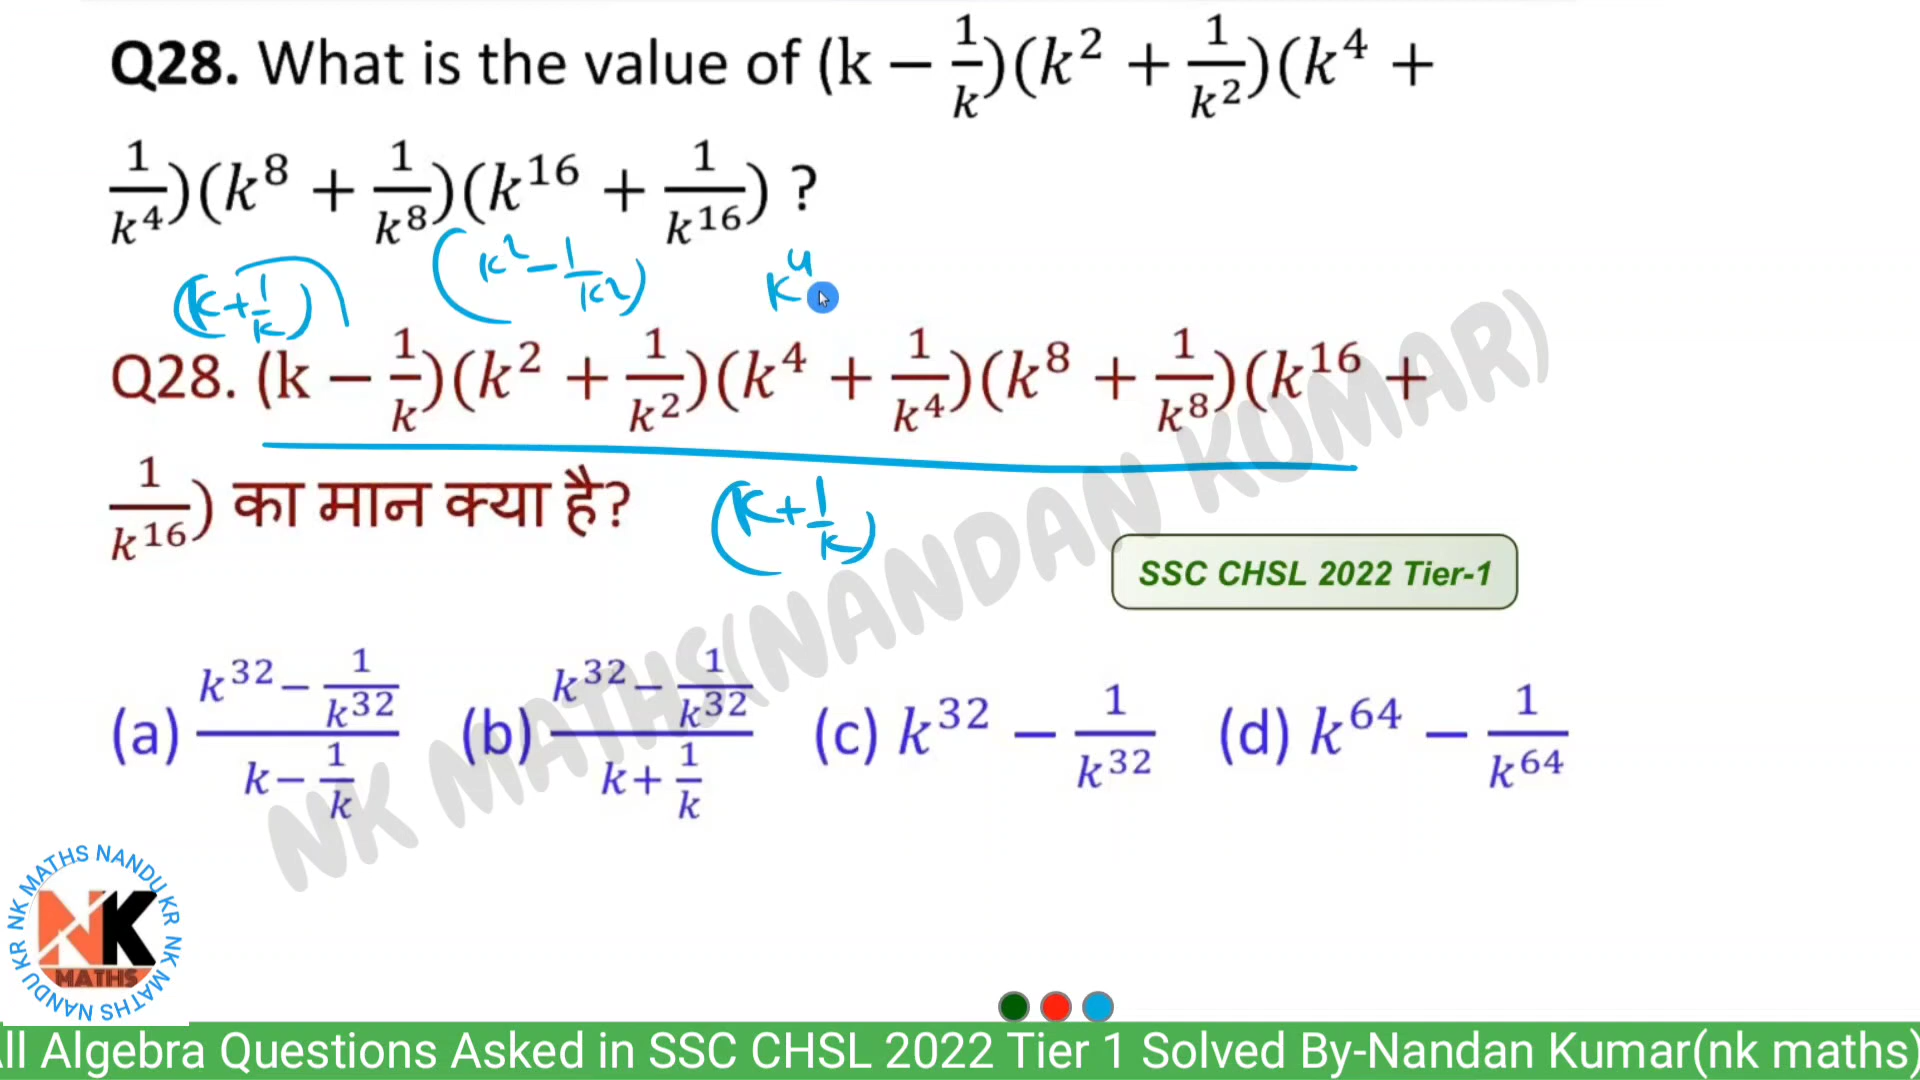 Q28. What is the value of (k − 1/k)(k² + 1/k²)(k⁴ +
1/k⁴)(k⁸ + 1/k⁸)(k¹⁶ + 1/k¹⁶) ?
(k+1/k) (k²−1/k²) k⁴
Q28. (k − 1/k)(k² + 1/k²)(k⁴ + 1/k⁴)(k⁸ + 1/k⁸)(k¹⁶ +
1/k¹⁶) का मान क्या है?
(k+1/k)
SSC CHSL 2022 Tier-1
(a) (k³² − 1/k³²)/(k − 1/k) (b) (k³² − 1/k³²)/(k + 1/k) (c) k³² − 1/k³² (d) k⁶⁴ − 1/k⁶⁴
NK MATHS(NANDAN KUMAR)
NK MATHS NANDU KR NK MATHS NANDU KR
NK
MATHS
ll Algebra Questions Asked in SSC CHSL 2022 Tier 1 Solved By-Nandan Kumar(nk maths)